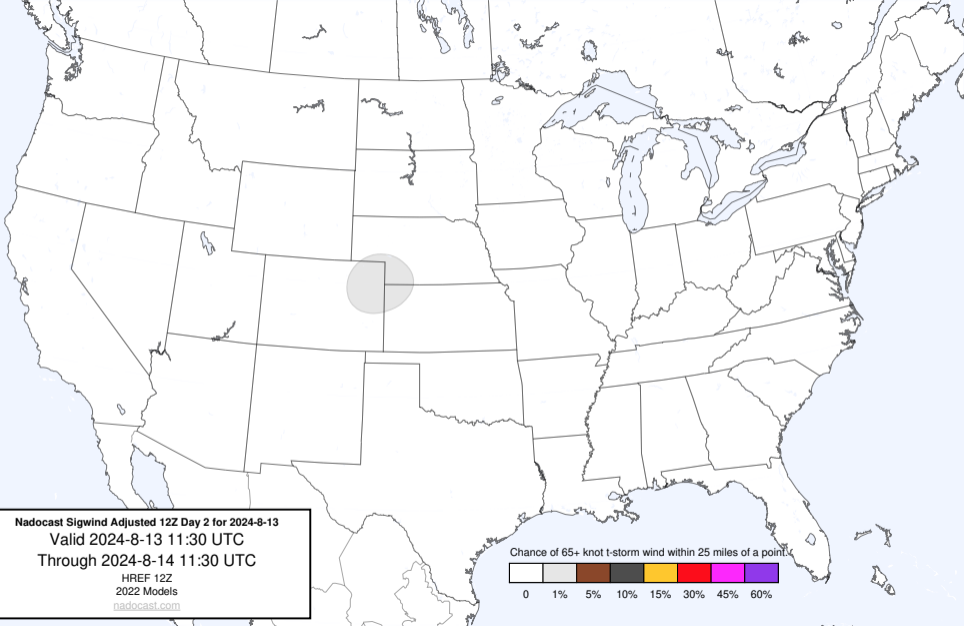 Nadocast Sigwind Adjusted 12Z Day 2 for 2024-8-13
Valid 2024-8-13 11:30 UTC
Through 2024-8-14 11:30 UTC
HREF 12Z
2022 Models
nadocast.com
Chance of 65+ knot t-storm wind within 25 miles of a point.
0 1% 5% 10% 15% 30% 45% 60%